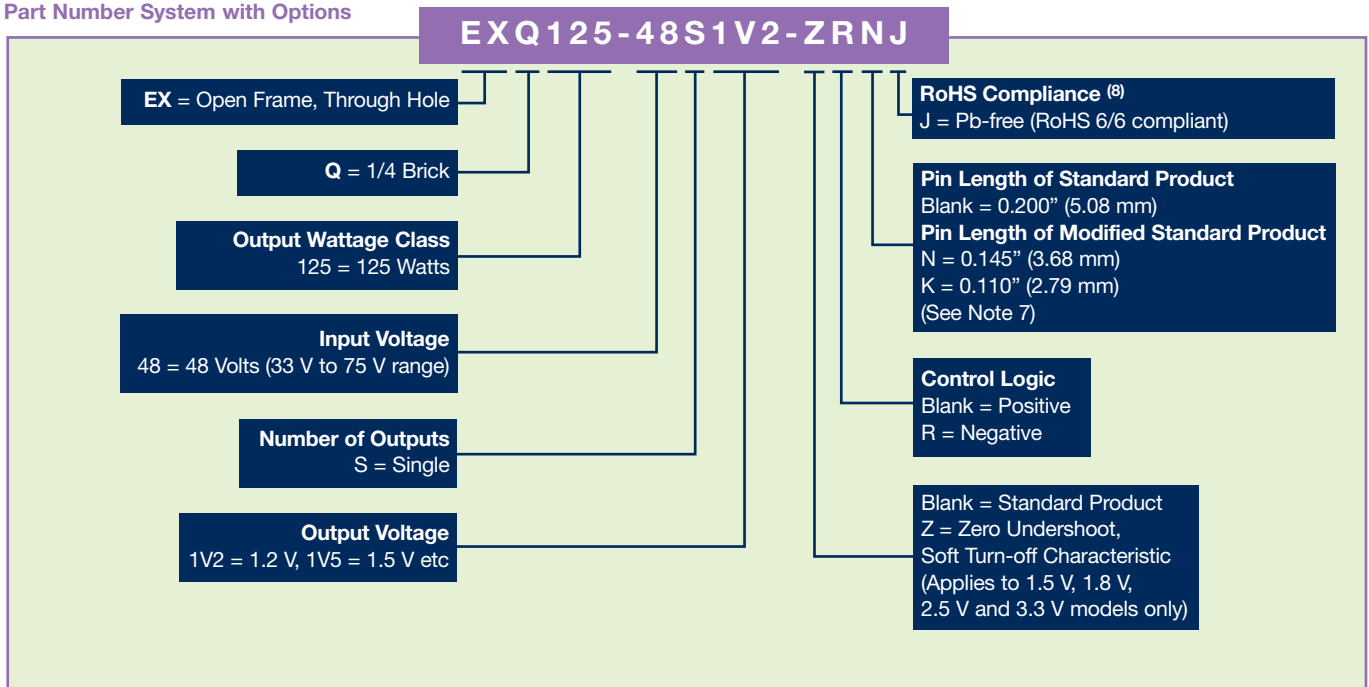 Part Number System with Options
EXQ125-48S1V2-ZRNJ
EX = Open Frame, Through Hole
Q = 1/4 Brick
Output Wattage Class
125 = 125 Watts
Input Voltage
48 = 48 Volts (33 V to 75 V range)
Number of Outputs
S = Single
Output Voltage
1V2 = 1.2 V, 1V5 = 1.5 V etc
RoHS Compliance (8)
J = Pb-free (RoHS 6/6 compliant)
Pin Length of Standard Product
Blank = 0.200” (5.08 mm)
Pin Length of Modified Standard Product
N = 0.145” (3.68 mm)
K = 0.110” (2.79 mm)
(See Note 7)
Control Logic
Blank = Positive
R = Negative
Blank = Standard Product
Z = Zero Undershoot,
Soft Turn-off Characteristic
(Applies to 1.5 V, 1.8 V,
2.5 V and 3.3 V models only)